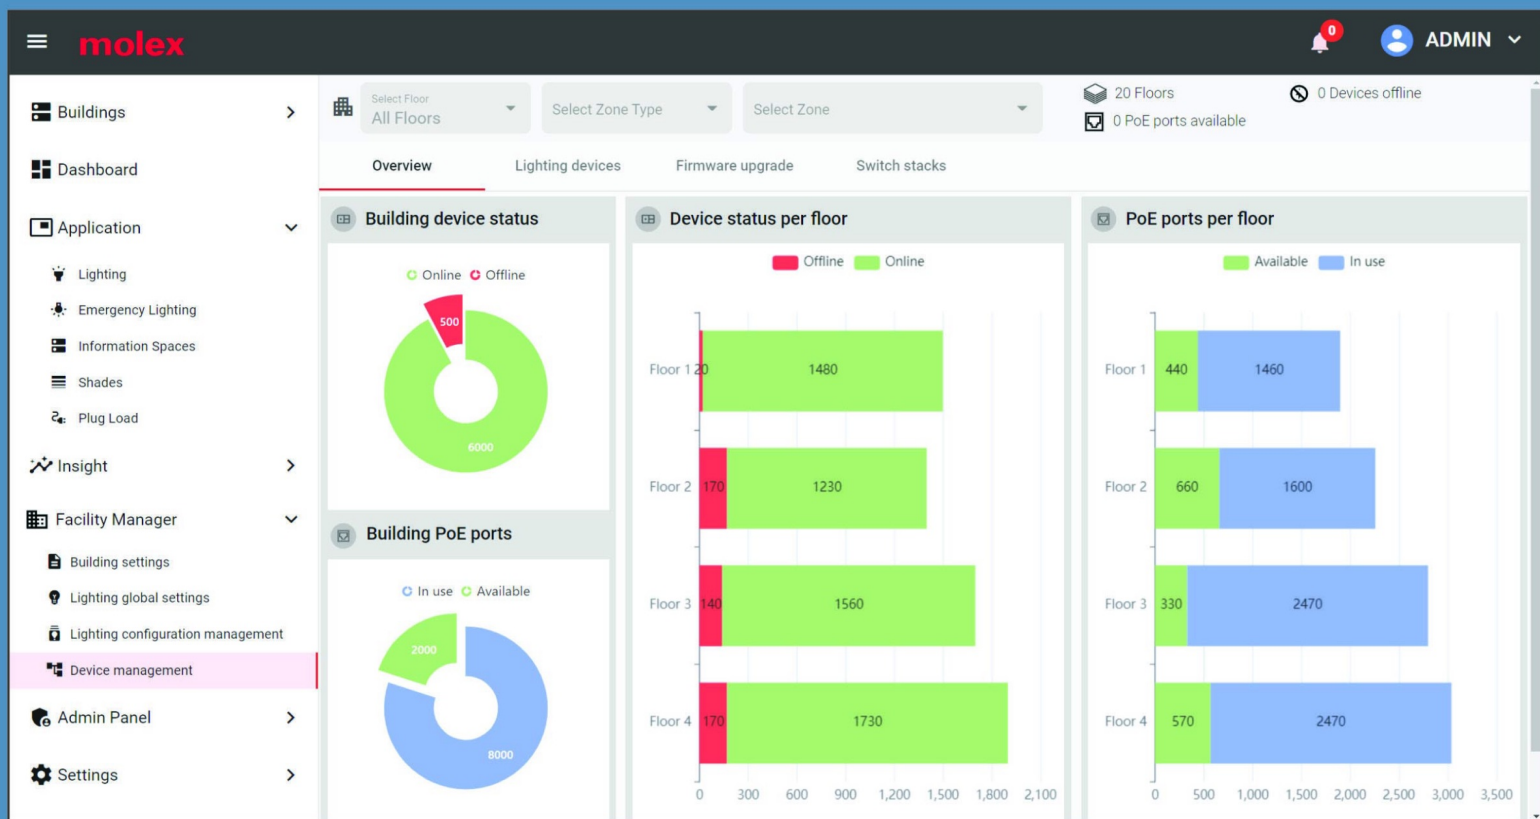 molex
0
ADMIN
Buildings
Dashboard
Application
Lighting
Emergency Lighting
Information Spaces
Shades
Plug Load
Insight
Facility Manager
Building settings
Lighting global settings
Lighting configuration management
Device management
Admin Panel
Settings
Select Floor
All Floors
Select Zone Type
Select Zone
20 Floors
0 Devices offline
0 PoE ports available
Overview
Lighting devices
Firmware upgrade
Switch stacks
Building device status
Online Offline
500
6000
Building PoE ports
In use Available
2000
8000
Device status per floor
Offline Online
Floor 1 20 1480
Floor 2 170 1230
Floor 3 140 1560
Floor 4 170 1730
0 300 600 900 1,200 1,500 1,800 2,100
PoE ports per floor
Available In use
Floor 1 440 1460
Floor 2 660 1600
Floor 3 330 2470
Floor 4 570 2470
0 500 1,000 1,500 2,000 2,500 3,000 3,500